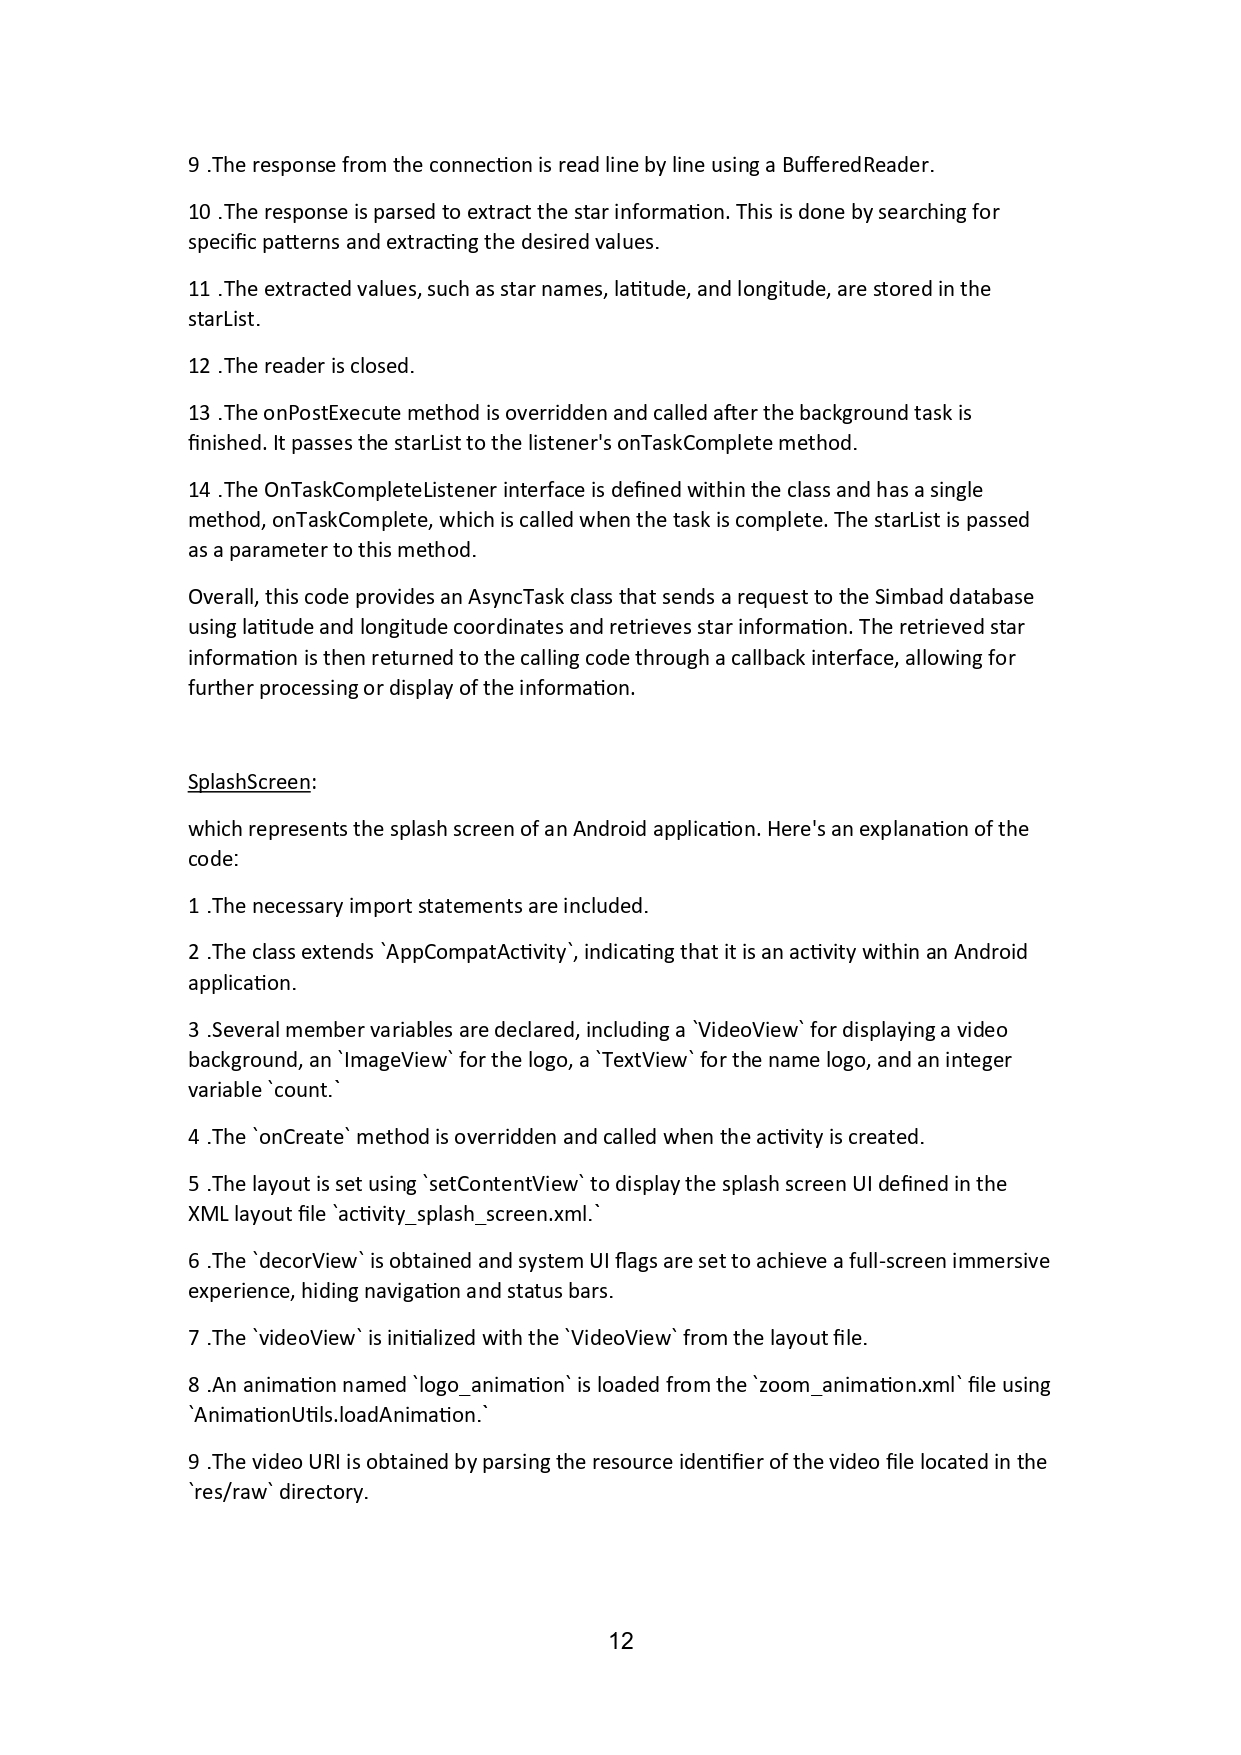 9 .The response from the connection is read line by line using a BufferedReader.
10 .The response is parsed to extract the star information. This is done by searching for
specific patterns and extracting the desired values.
11 .The extracted values, such as star names, latitude, and longitude, are stored in the
starList.
12 .The reader is closed.
13 .The onPostExecute method is overridden and called after the background task is
finished. It passes the starList to the listener's onTaskComplete method.
14 .The OnTaskCompleteListener interface is defined within the class and has a single
method, onTaskComplete, which is called when the task is complete. The starList is passed
as a parameter to this method.
Overall, this code provides an AsyncTask class that sends a request to the Simbad database
using latitude and longitude coordinates and retrieves star information. The retrieved star
information is then returned to the calling code through a callback interface, allowing for
further processing or display of the information.
SplashScreen:
which represents the splash screen of an Android application. Here's an explanation of the
code:
1 .The necessary import statements are included.
2 .The class extends `AppCompatActivity`, indicating that it is an activity within an Android
application.
3 .Several member variables are declared, including a `VideoView` for displaying a video
background, an `ImageView` for the logo, a `TextView` for the name logo, and an integer
variable `count.`
4 .The `onCreate` method is overridden and called when the activity is created.
5 .The layout is set using `setContentView` to display the splash screen UI defined in the
XML layout file `activity_splash_screen.xml.`
6 .The `decorView` is obtained and system UI flags are set to achieve a full-screen immersive
experience, hiding navigation and status bars.
7 .The `videoView` is initialized with the `VideoView` from the layout file.
8 .An animation named `logo_animation` is loaded from the `zoom_animation.xml` file using
`AnimationUtils.loadAnimation.`
9 .The video URI is obtained by parsing the resource identifier of the video file located in the
`res/raw` directory.
12